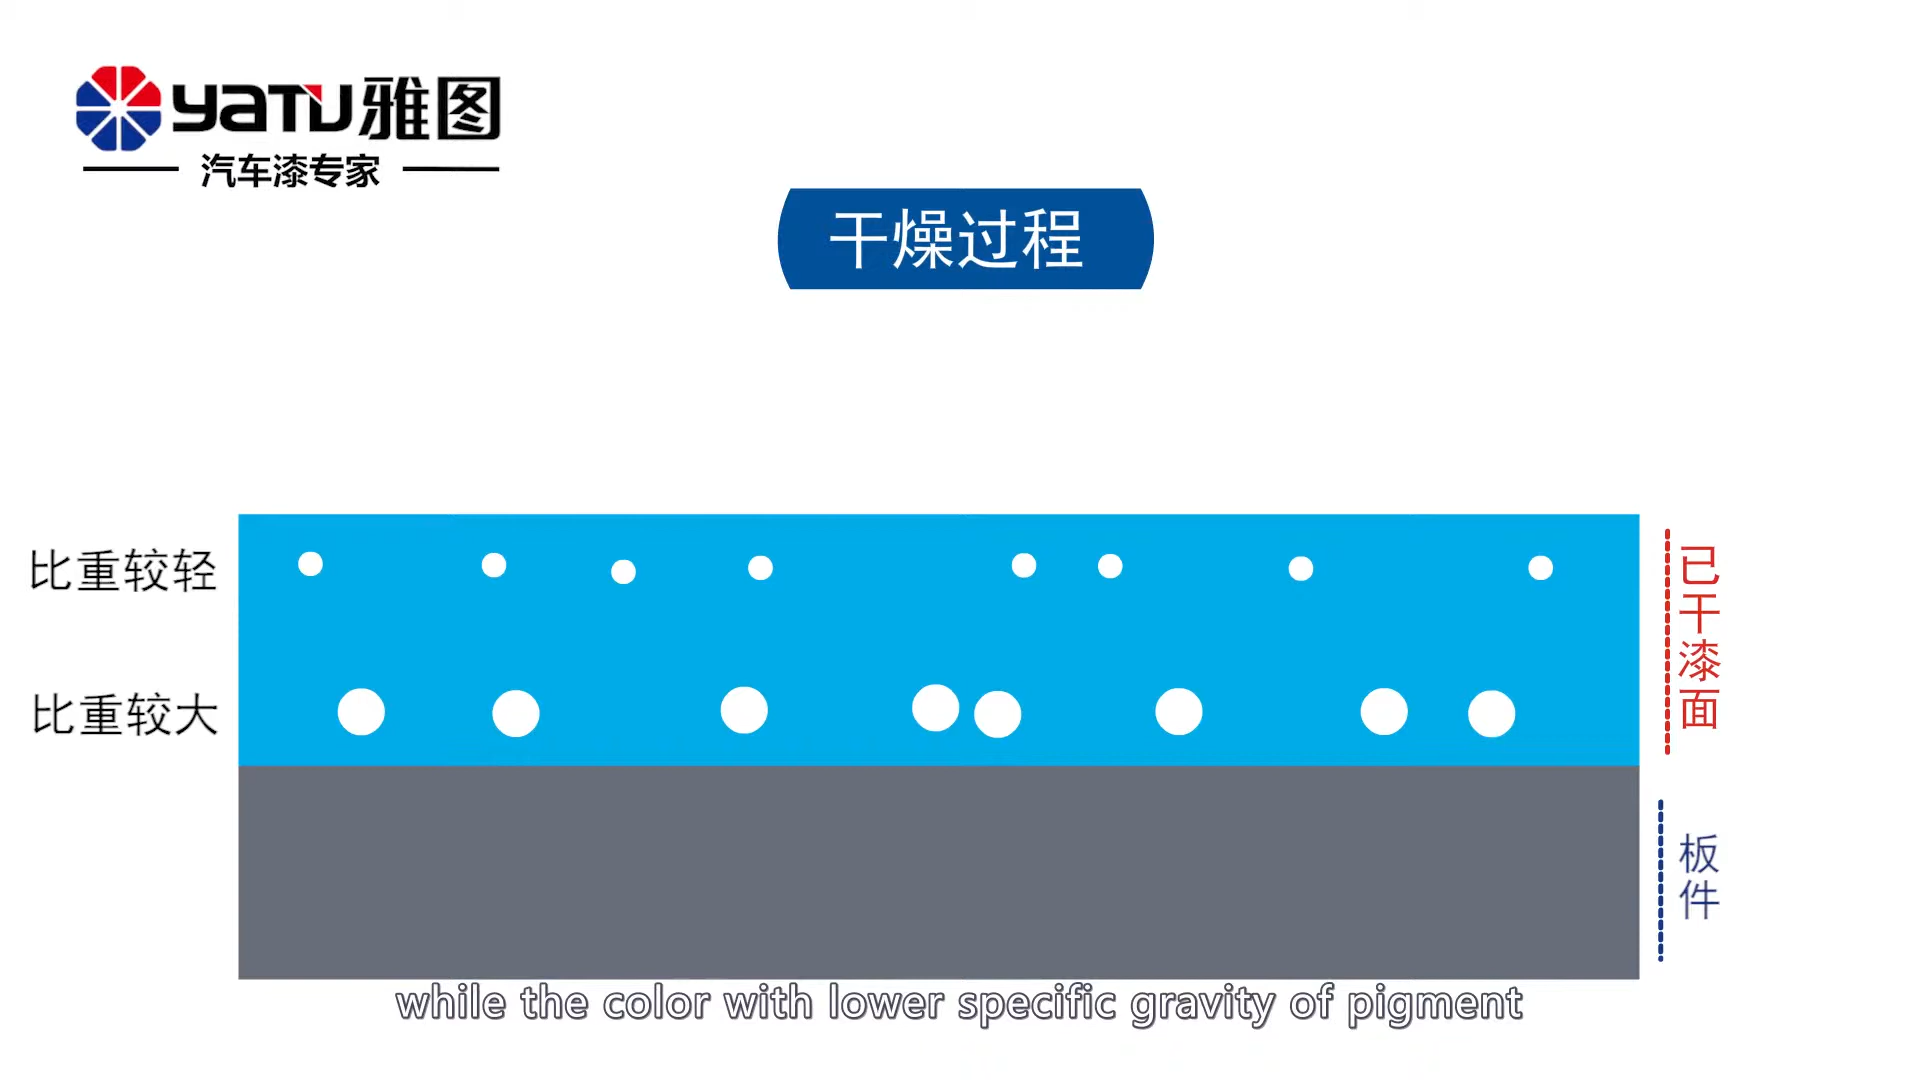 yatu雅图
汽车漆专家
干燥过程
比重较轻
比重较大
已干漆面
板件
while the color with lower specific gravity of pigment